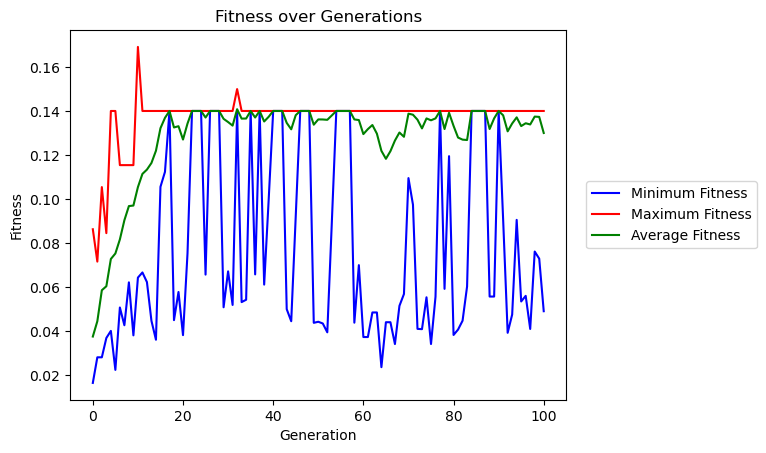 Fitness over Generations
Fitness
0.16
0.14
0.12
0.10
0.08
0.06
0.04
0.02
0
20
40
60
80
100
Generation
Minimum Fitness
Maximum Fitness
Average Fitness